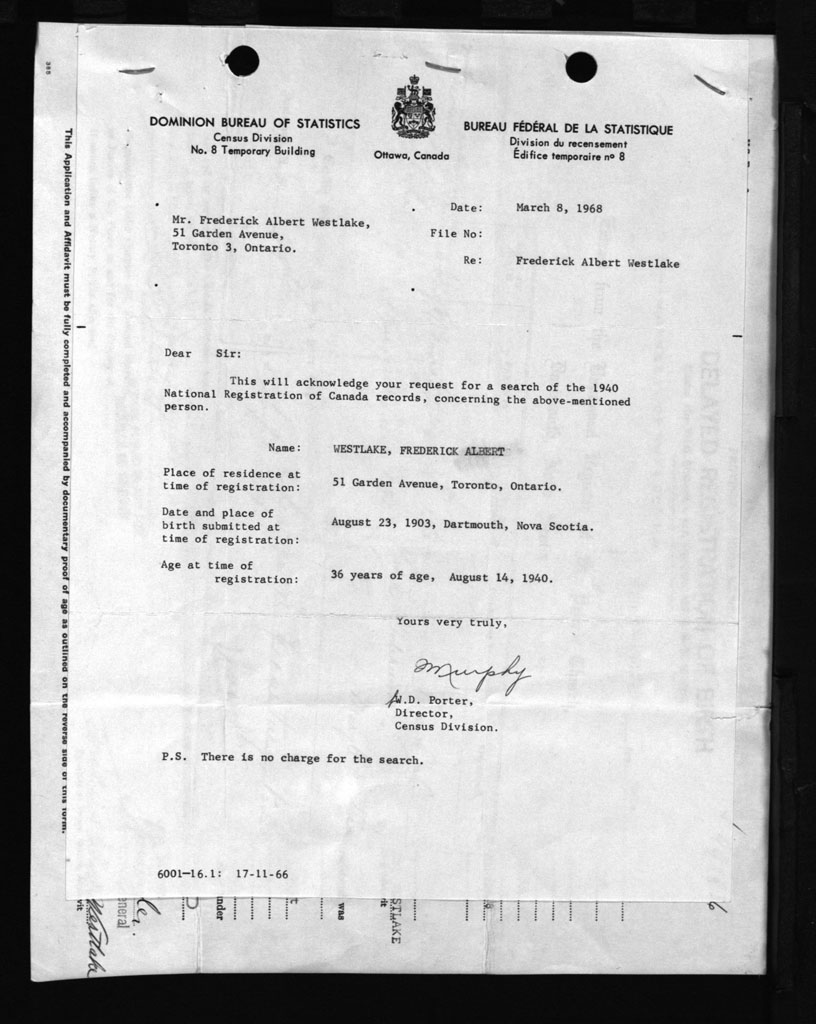 DOMINION BUREAU OF STATISTICS
Census Division
No. 8 Temporary Building
Ottawa, Canada
BUREAU FÉDÉRAL DE LA STATISTIQUE
Division du recensement
Édifice temporaire nº 8
Mr. Frederick Albert Westlake,
51 Garden Avenue,
Toronto 3, Ontario.
Date: March 8, 1968
File No:
Re: Frederick Albert Westlake
Dear Sir:
This will acknowledge your request for a search of the 1940
National Registration of Canada records, concerning the above-mentioned
person.
Name: WESTLAKE, FREDERICK ALBERT
Place of residence at
time of registration: 51 Garden Avenue, Toronto, Ontario.
Date and place of
birth submitted at
time of registration: August 23, 1903, Dartmouth, Nova Scotia.
Age at time of
registration: 36 years of age, August 14, 1940.
Yours very truly,
Murphy
W.D. Porter,
Director,
Census Division.
P.S. There is no charge for the search.
6001-16.1: 17-11-66
This Application and Affidavit must be fully completed and accompanied by documentary proof of age as outlined on the reverse side of this form.
Westlake
eneral
under
was
STLAKE